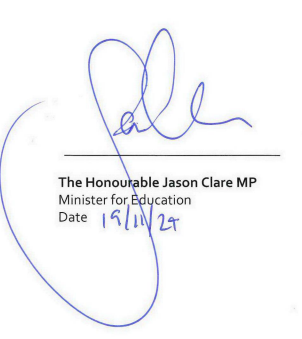 The Honourable Jason Clare MP
Minister for Education
Date 19/11/24